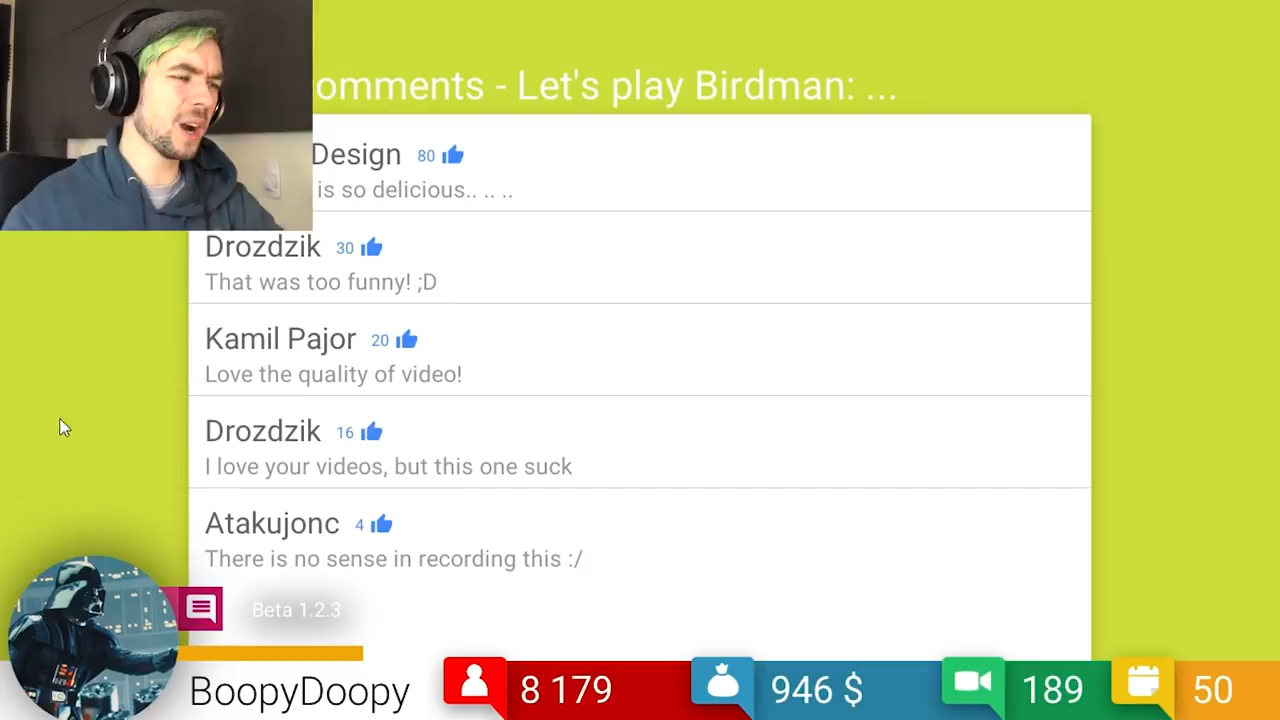 omments - Let's play Birdman: ...
Design 80
is so delicious.. .. ..
Drozdzik 30
That was too funny! ;D
Kamil Pajor 20
Love the quality of video!
Drozdzik 16
I love your videos, but this one suck
Atakujonc 4
There is no sense in recording this :/
Beta 1.2.3
BoopyDoopy
8 179
946 $
189
50